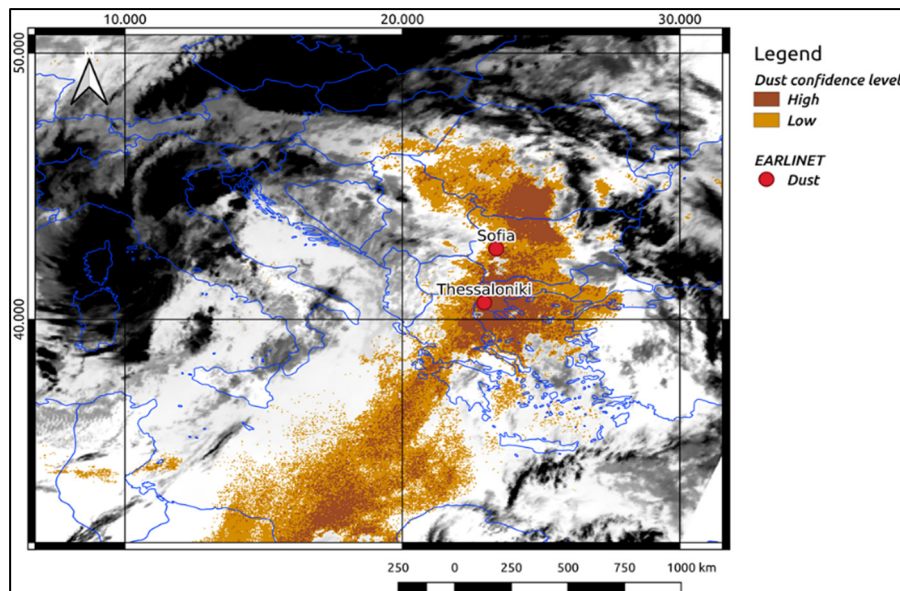 10.000 20.000 30.000
50.000
40.000
Sofia
Thessaloniki
Legend
Dust confidence level
High
Low
EARLINET
Dust
250 0 250 500 750 1000 km